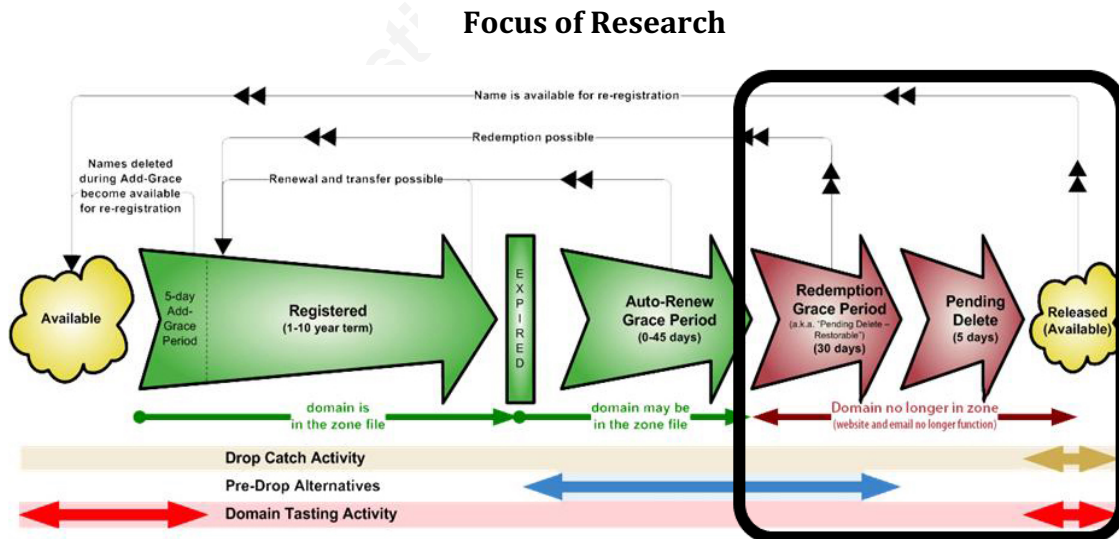 Focus of Research
Name is available for re-registration
Redemption possible
Names deleted
during Add-Grace
become available
for re-registration
Renewal and transfer possible
Available
5-day
Add-
Grace
Period
Registered
(1-10 year term)
EXPIRED
Auto-Renew
Grace Period
(0-45 days)
Redemption
Grace Period
(a.k.a. "Pending Delete –
Restorable")
(30 days)
Pending
Delete
(5 days)
Released
(Available)
domain is
in the zone file
domain may be
in the zone file
Domain no longer in zone
(website and email no longer function)
Drop Catch Activity
Pre-Drop Alternatives
Domain Tasting Activity